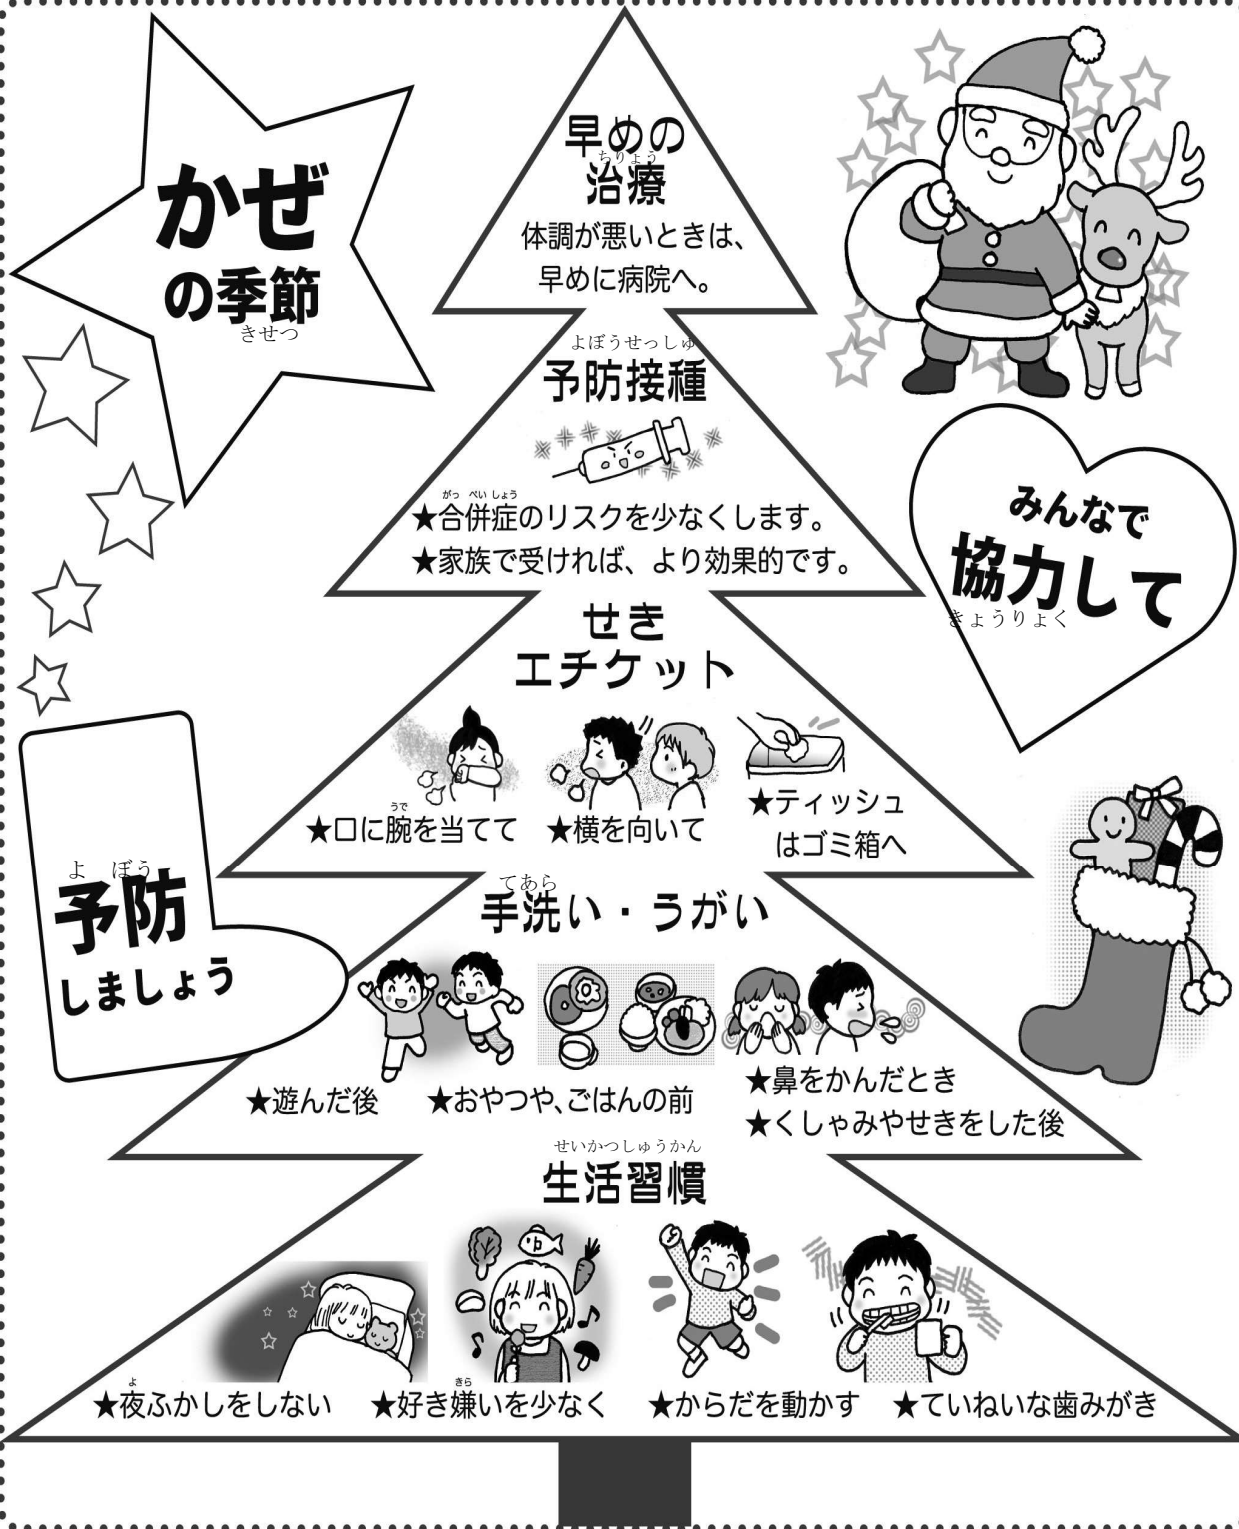 かぜ
の季節
きせつ
早めの
ちりょう
治療
体調が悪いときは、
早めに病院へ。
よぼうせっしゅ
予防接種
がっぺいしょう
★合併症のリスクを少なくします。
★家族で受ければ、より効果的です。
みんなで
協力して
きょうりょく
せき
エチケット
うで
★口に腕を当てて
★横を向いて
★ティッシュ
はゴミ箱へ
よぼう
予防
しましょう
てあら
手洗い・うがい
★遊んだ後
★おやつや、ごはんの前
★鼻をかんだとき
★くしゃみやせきをした後
せいかつしゅうかん
生活習慣
よ
★夜ふかしをしない
きら
★好き嫌いを少なく
★からだを動かす
★ていねいな歯みがき